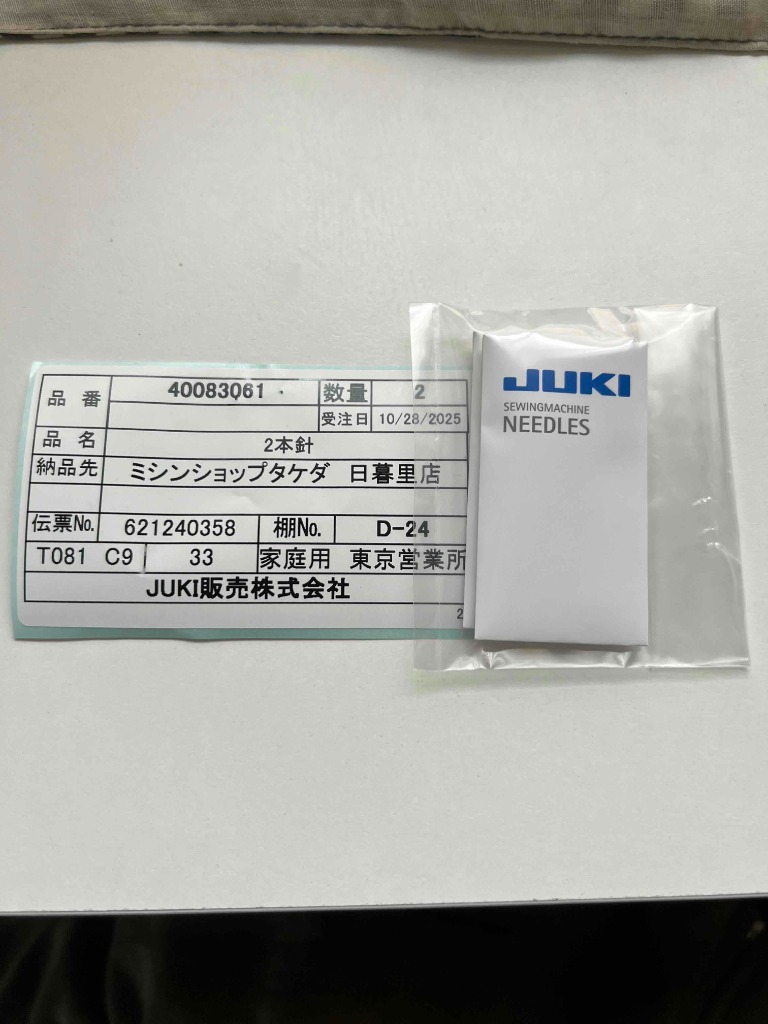 品番 40083061 数量 2
受注日 10/28/2025
品名 2本針
納品先 ミシンショップタケダ 日暮里店
伝票No. 621240358 棚No. D-24
T081 C9 33 家庭用 東京営業所
JUKI販売株式会社
2
JUKI
SEWINGMACHINE
NEEDLES